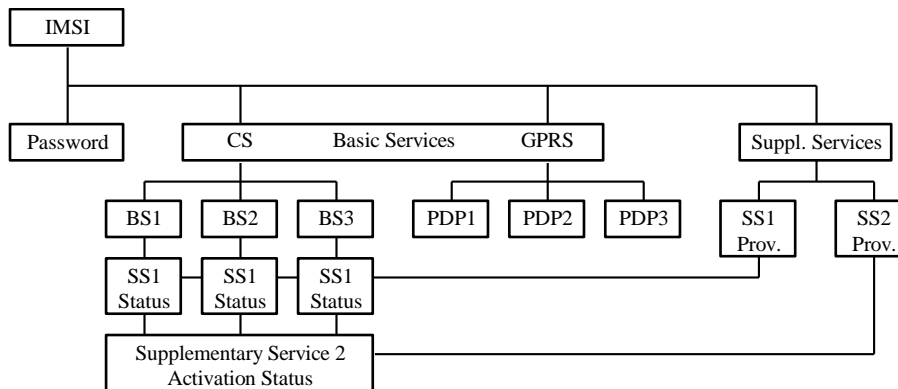 IMSI
Password
CS Basic Services GPRS
Suppl. Services
BS1
BS2
BS3
PDP1
PDP2
PDP3
SS1
Prov.
SS2
Prov.
SS1
Status
SS1
Status
SS1
Status
Supplementary Service 2
Activation Status